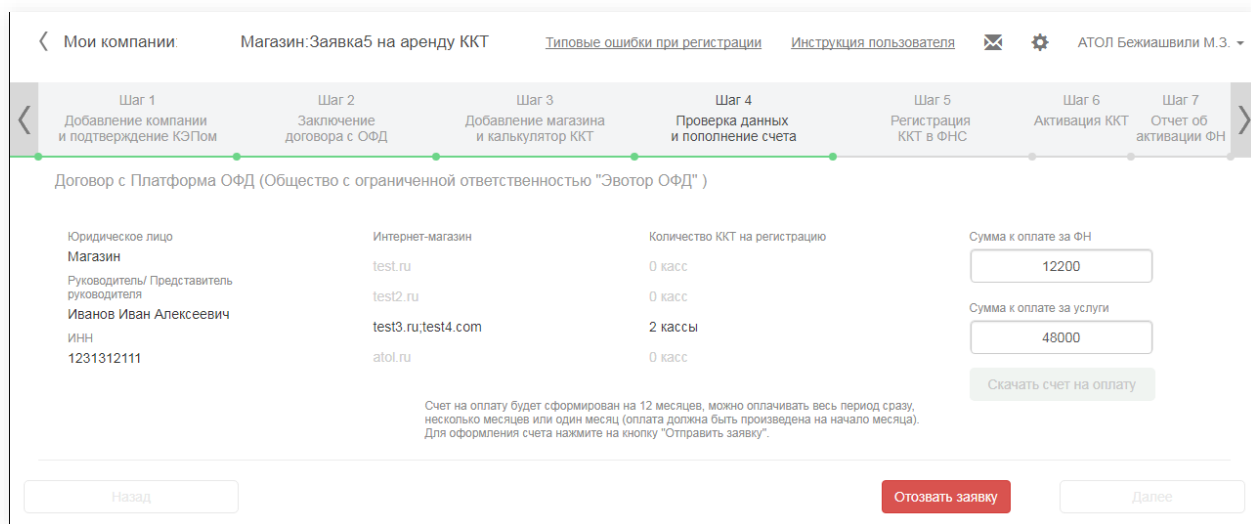 Мои компании:
Магазин:Заявка5 на аренду ККТ
Типовые ошибки при регистрации
Инструкция пользователя
АТОЛ Бежиашвили М.З.
Шаг 1
Добавление компании
и подтверждение КЭПом
Шаг 2
Заключение
договора с ОФД
Шаг 3
Добавление магазина
и калькулятор ККТ
Шаг 4
Проверка данных
и пополнение счета
Шаг 5
Регистрация
ККТ в ФНС
Шаг 6
Активация ККТ
Шаг 7
Отчет об
активации ФН
Договор с Платформа ОФД (Общество с ограниченной ответственностью "Эвотор ОФД" )
Юридическое лицо
Магазин
Руководитель/ Представитель
руководителя
Иванов Иван Алексеевич
ИНН
1231312111
Интернет-магазин
test.ru
test2.ru
test3.ru;test4.com
atol.ru
Количество ККТ на регистрацию
0 касс
0 касс
2 кассы
0 касс
Сумма к оплате за ФН
12200
Сумма к оплате за услуги
48000
Скачать счет на оплату
Счет на оплату будет сформирован на 12 месяцев, можно оплачивать весь период сразу,
несколько месяцев или один месяц (оплата должна быть произведена на начало месяца).
Для оформления счета нажмите на кнопку "Отправить заявку".
Назад
Отозвать заявку
Далее